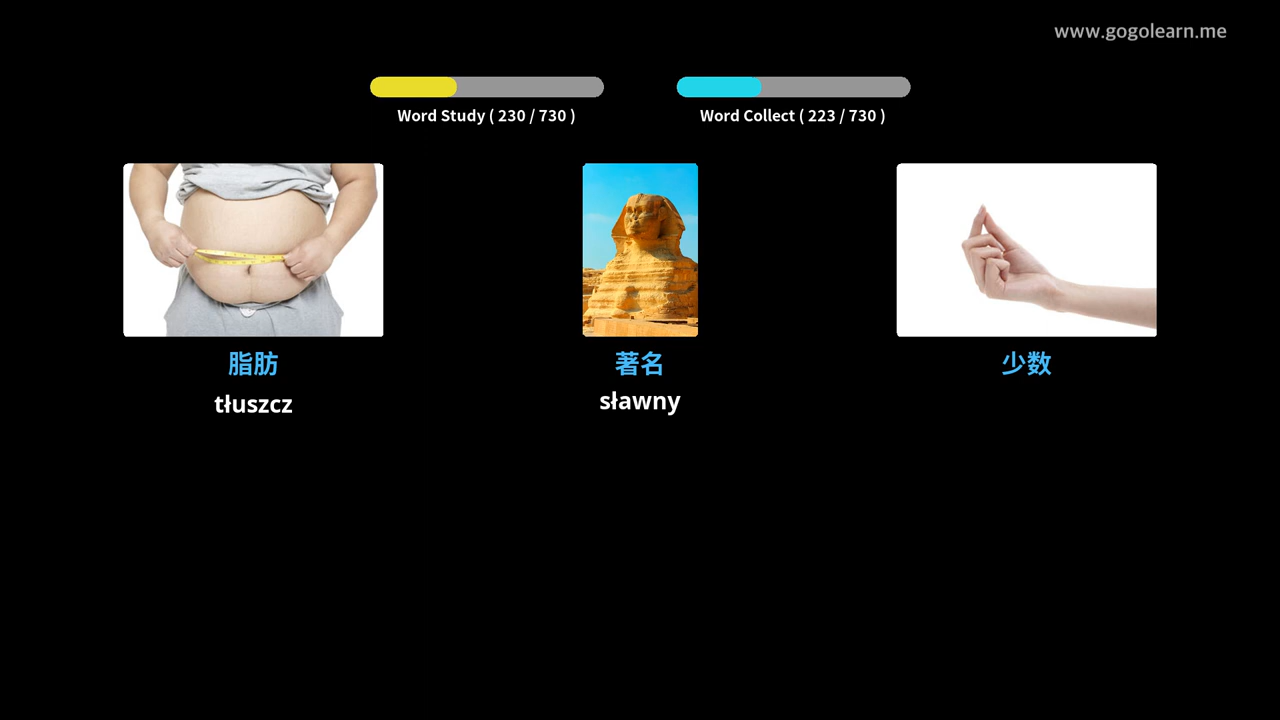 www.gogolearn.me
Word Study ( 230 / 730 )
Word Collect ( 223 / 730 )
脂肪
著名
少数
tłuszcz
sławny